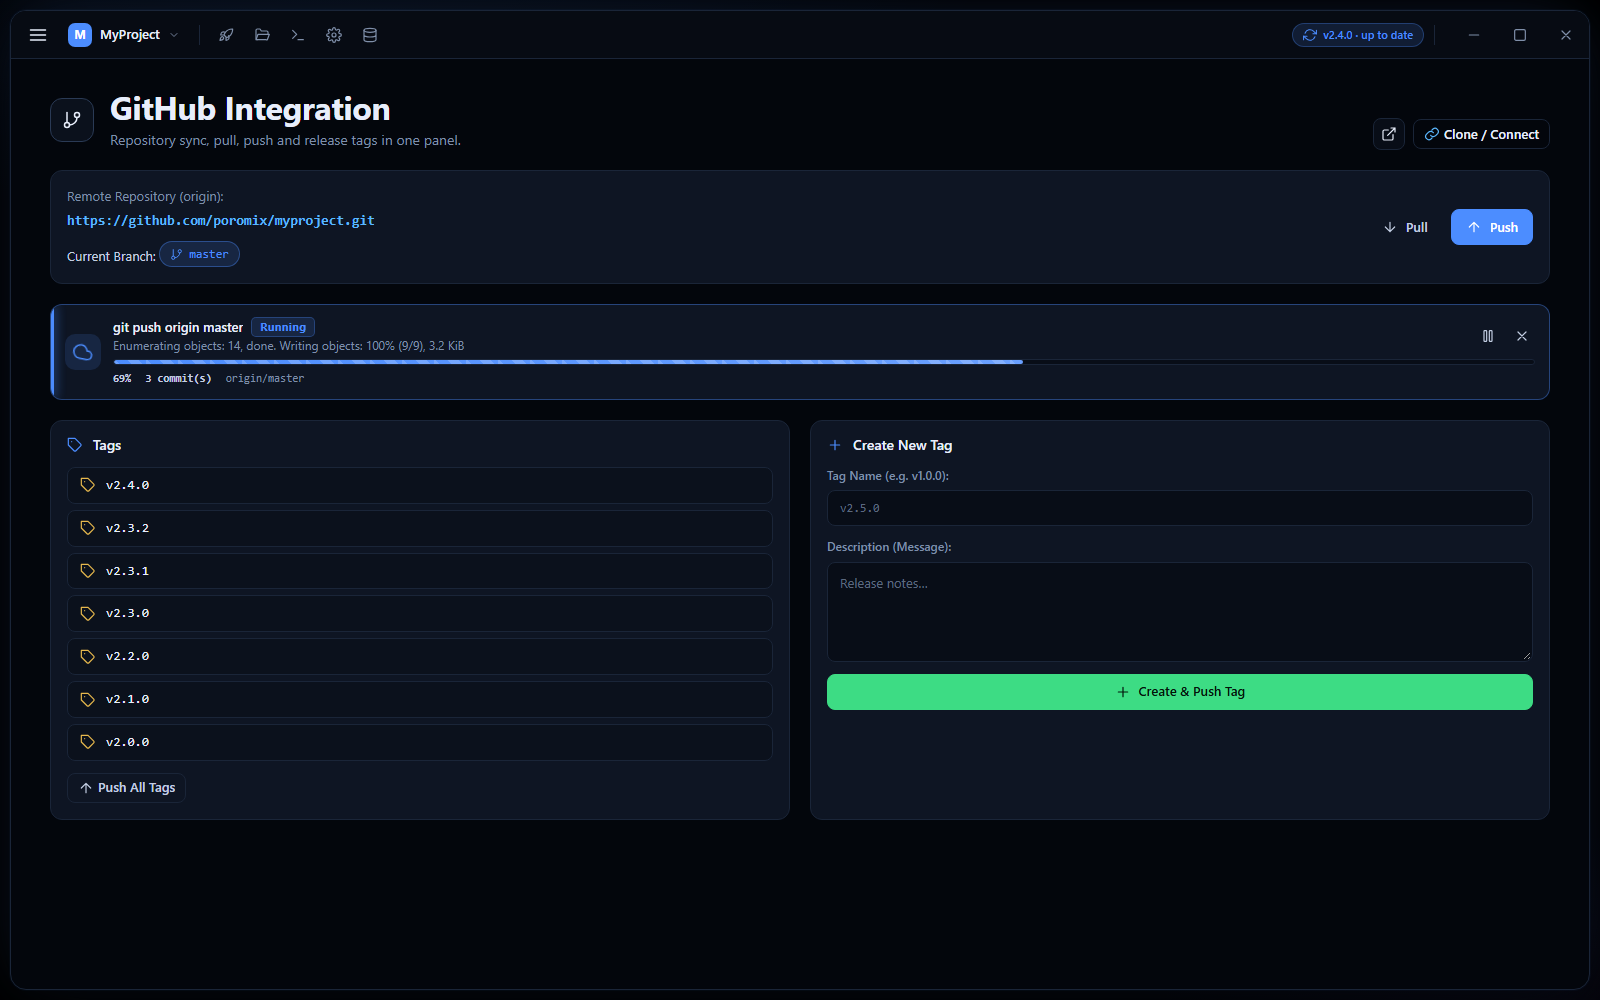 M MyProject
v2.4.0 · up to date
GitHub Integration
Repository sync, pull, push and release tags in one panel.
Clone / Connect
Remote Repository (origin):
https://github.com/poromix/myproject.git
Pull
Push
Current Branch: master
git push origin master Running
Enumerating objects: 14, done. Writing objects: 100% (9/9), 3.2 KiB
69% 3 commit(s) origin/master
Tags
v2.4.0
v2.3.2
v2.3.1
v2.3.0
v2.2.0
v2.1.0
v2.0.0
Push All Tags
Create New Tag
Tag Name (e.g. v1.0.0):
v2.5.0
Description (Message):
Release notes...
Create & Push Tag